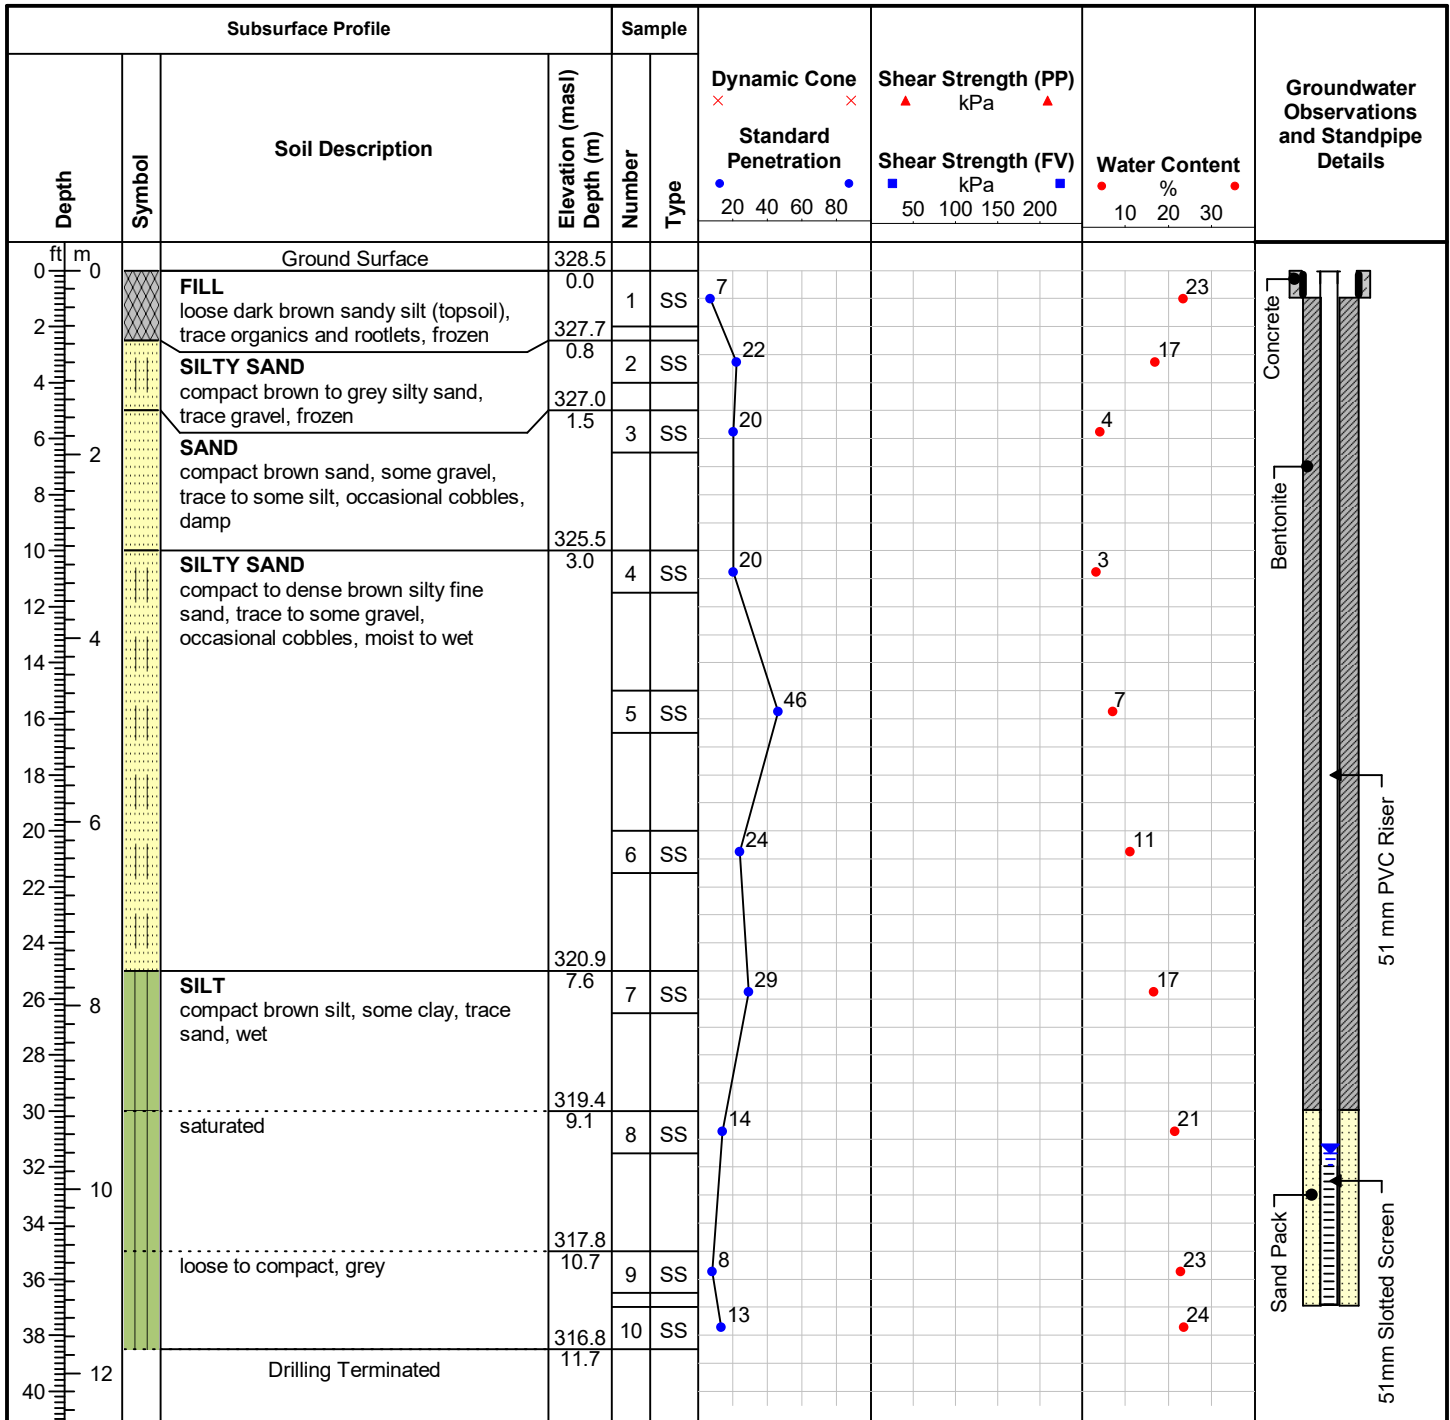 Subsurface Profile
Sample
Depth
Symbol
Soil Description
Elevation (masl)
Depth (m)
Number
Type
Dynamic Cone
Standard
Penetration
20 40 60 80
Shear Strength (PP)
kPa
Shear Strength (FV)
kPa
50 100 150 200
Water Content
%
10 20 30
Groundwater
Observations
and Standpipe
Details
ft m
0 0
2
4
6
2
8
10
12
4
14
16
18
20
6
22
24
26
8
28
30
32
10
34
36
38
12
40
Ground Surface
328.5
0.0
FILL
loose dark brown sandy silt (topsoil),
trace organics and rootlets, frozen
327.7
0.8
SILTY SAND
compact brown to grey silty sand,
trace gravel, frozen
327.0
1.5
SAND
compact brown sand, some gravel,
trace to some silt, occasional cobbles,
damp
325.5
3.0
SILTY SAND
compact to dense brown silty fine
sand, trace to some gravel,
occasional cobbles, moist to wet
320.9
7.6
SILT
compact brown silt, some clay, trace
sand, wet
319.4
9.1
saturated
317.8
10.7
loose to compact, grey
316.8
11.7
Drilling Terminated
1 SS 7 23
2 SS 22 17
3 SS 20 4
4 SS 20 3
5 SS 46 7
6 SS 24 11
7 SS 29 17
8 SS 14 21
9 SS 8 23
10 SS 13 24
Concrete
Bentonite
51 mm PVC Riser
Sand Pack
51mm Slotted Screen